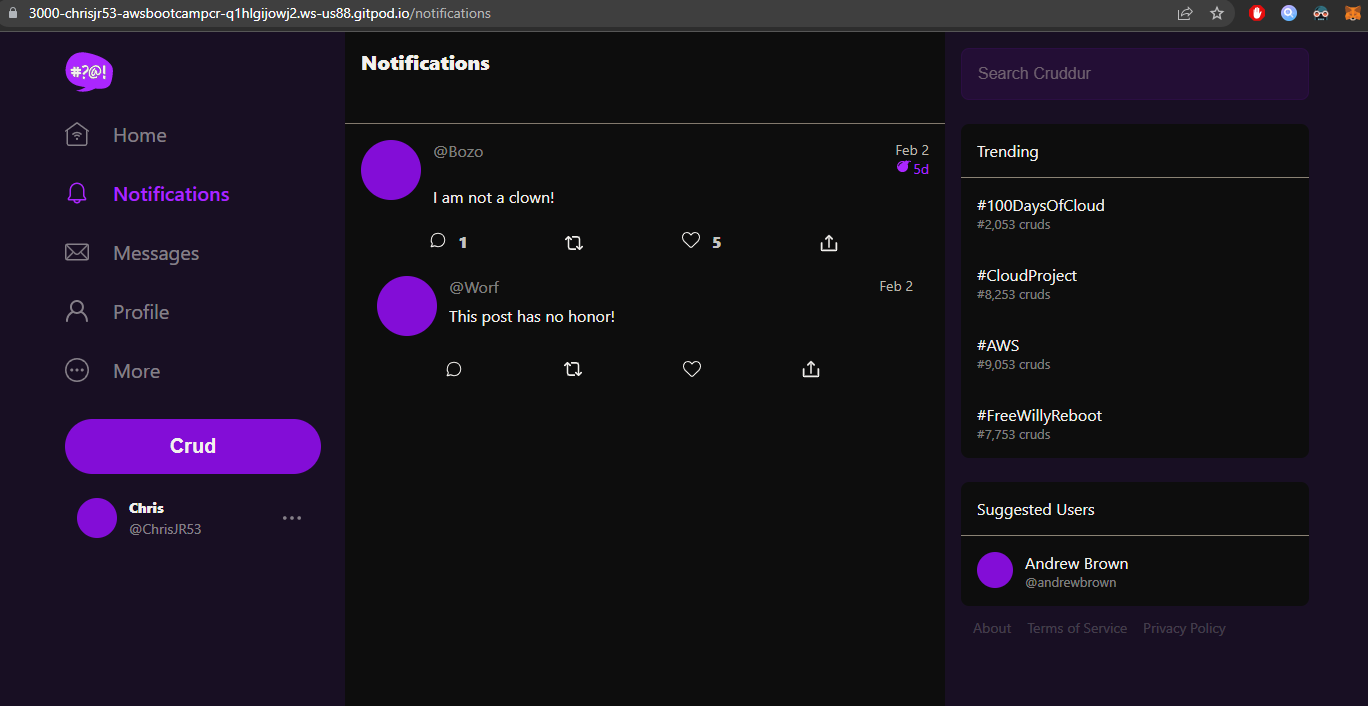 3000-chrisjr53-awsbootcampcr-q1hlgijowj2.ws-us88.gitpod.io/notifications
#?@!
Home
Notifications
Messages
Profile
More
Crud
Chris
@ChrisJR53
Notifications
@Bozo
Feb 2
5d
I am not a clown!
1
5
@Worf
Feb 2
This post has no honor!
Search Cruddur
Trending
#100DaysOfCloud
#2,053 cruds
#CloudProject
#8,253 cruds
#AWS
#9,053 cruds
#FreeWillyReboot
#7,753 cruds
Suggested Users
Andrew Brown
@andrewbrown
About Terms of Service Privacy Policy